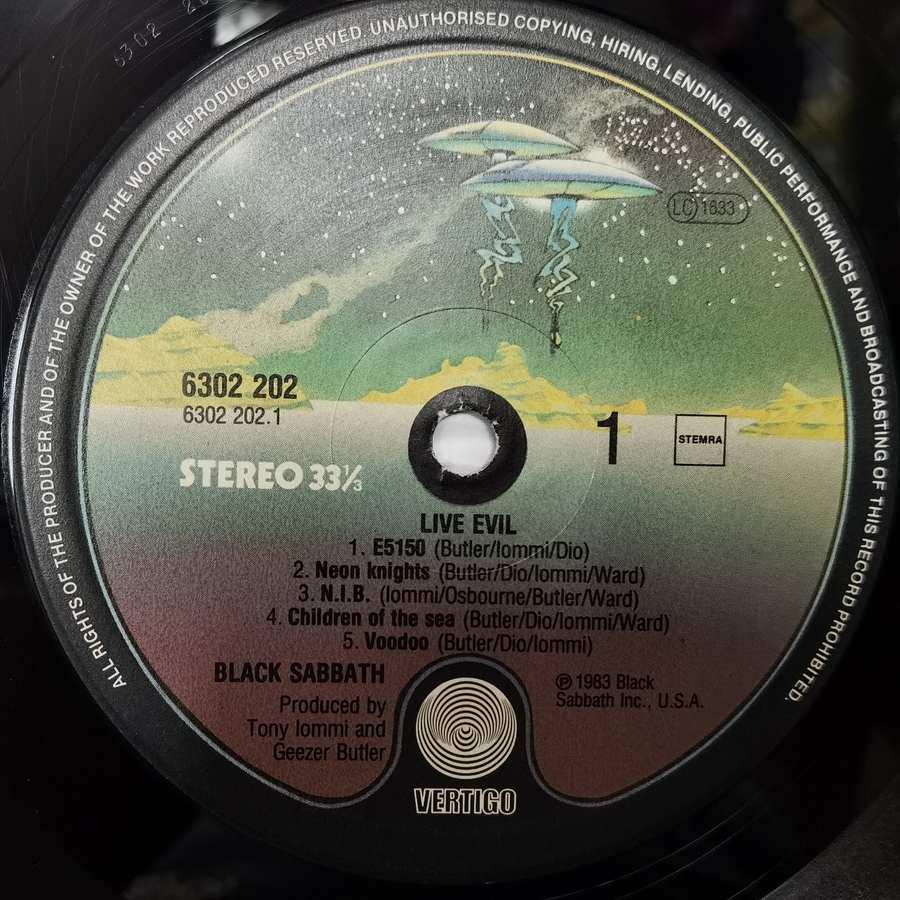 6302 20
ALL RIGHTS OF THE PRODUCER AND OF THE OWNER OF THE WORK REPRODUCED RESERVED. UNAUTHORISED COPYING, HIRING, LENDING, PUBLIC PERFORMANCE AND BROADCASTING OF THIS RECORD PROHIBITED.
LC 1633
6302 202
6302 202.1
1
STEMRA
STEREO 33⅓
LIVE EVIL
1. E5150 (Butler/Iommi/Dio)
2. Neon knights (Butler/Dio/Iommi/Ward)
3. N.I.B. (Iommi/Osbourne/Butler/Ward)
4. Children of the sea (Butler/Dio/Iommi/Ward)
5. Voodoo (Butler/Dio/Iommi)
BLACK SABBATH
Produced by
Tony Iommi and
Geezer Butler
℗ 1983 Black
Sabbath Inc., U.S.A.
VERTIGO